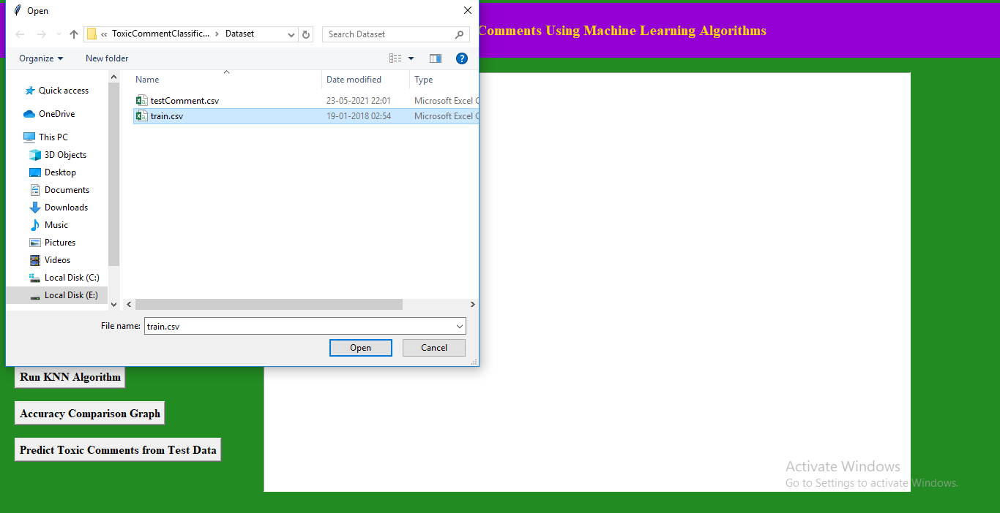 Open
Comments Using Machine Learning Algorithms
« ToxicCommentClassific... › Dataset
Search Dataset
Organize
New folder
Name
Date modified
Type
testComment.csv
23-05-2021 22:01
Microsoft Excel C
train.csv
19-01-2018 02:54
Microsoft Excel C
Quick access
OneDrive
This PC
3D Objects
Desktop
Documents
Downloads
Music
Pictures
Videos
Local Disk (C:)
Local Disk (E:)
File name: train.csv
Open
Cancel
Run KNN Algorithm
Accuracy Comparison Graph
Predict Toxic Comments from Test Data
Activate Windows
Go to Settings to activate Windows.